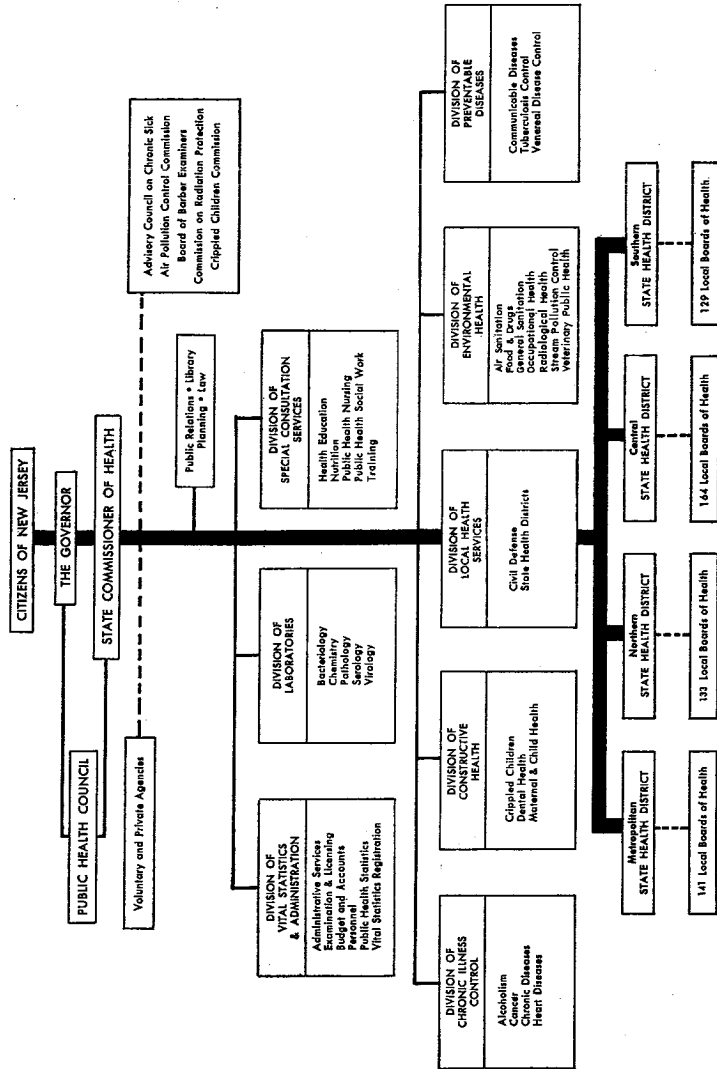 CITIZENS OF NEW JERSEY
THE GOVERNOR
PUBLIC HEALTH COUNCIL
STATE COMMISSIONER OF HEALTH
Voluntary and Private Agencies
Advisory Council on Chronic Sick
Air Pollution Control Commission
Board of Barber Examiners
Commission on Radiation Protection
Crippled Children Commission
Public Relations • Library
Planning • Law
DIVISION OF
VITAL STATISTICS
& ADMINISTRATION
Administrative Services
Examination & Licensing
Budget and Accounts
Personnel
Public Health Statistics
Vital Statistics Registration
DIVISION OF
LABORATORIES
Bacteriology
Chemistry
Pathology
Serology
Virology
DIVISION OF
SPECIAL CONSULTATION
SERVICES
Health Education
Nutrition
Public Health Nursing
Public Health Social Work
Training
DIVISION OF
CHRONIC ILLNESS
CONTROL
Alcoholism
Cancer
Chronic Diseases
Heart Diseases
DIVISION OF
CONSTRUCTIVE
HEALTH
Crippled Children
Dental Health
Maternal & Child Health
DIVISION OF
LOCAL HEALTH
SERVICES
Civil Defense
State Health Districts
DIVISION OF
ENVIRONMENTAL
HEALTH
Air Sanitation
Food & Drugs
General Sanitation
Occupational Health
Radiological Health
Stream Pollution Control
Veterinary Public Health
DIVISION OF
PREVENTABLE
DISEASES
Communicable Diseases
Tuberculosis Control
Venereal Disease Control
Metropolitan
STATE HEALTH DISTRICT
Northern
STATE HEALTH DISTRICT
Central
STATE HEALTH DISTRICT
Southern
STATE HEALTH DISTRICT
141 Local Boards of Health
133 Local Boards of Health
164 Local Boards of Health
129 Local Boards of Health